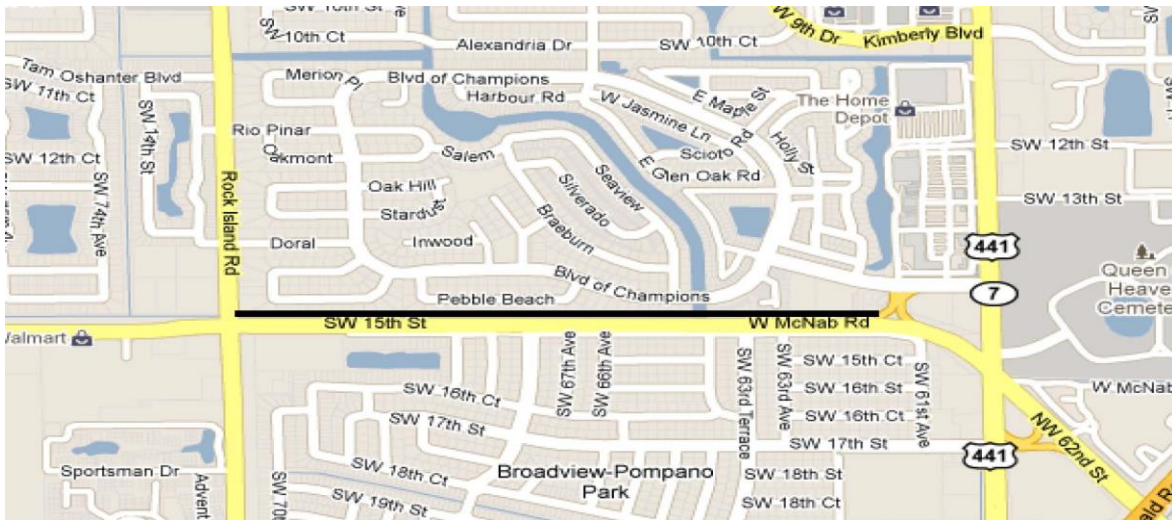 SW 10th Ct
Alexandria Dr
SW 10th Ct
W 9th Dr
Kimberly Blvd
Tam Oshanter Blvd
Merion Pl
Blvd of Champions
Harbour Rd
W Jasmine Ln
E Maple St
The Home
Depot
SW 11th Ct
SW 14th St
Rio Pinar
Oakmont
Salem
Scioto Rd
Holly St
SW 12th St
SW 12th Ct
SW 74th Ave
Rock Island Rd
Oak Hill
Stardust
Silverado
Seaview
E Glen Oak Rd
SW 13th St
Doral
Inwood
Braeburn
441
7
Queen
Heave
Cemete
Pebble Beach
Blvd of Champions
SW 15th St
W McNab Rd
Walmart
SW 67th Ave
SW 66th Ave
SW 63rd Terrace
SW 63rd Ave
SW 15th Ct
SW 16th St
SW 16th Ct
SW 61st Ave
W McNab
SW 16th Ct
SW 17th St
SW 17th St
441
NW 62nd St
Sportsman Dr
Advent
SW 70th
SW 18th Ct
SW 19th St
Broadview-Pompano
Park
SW 18th St
SW 18th Ct
ald R